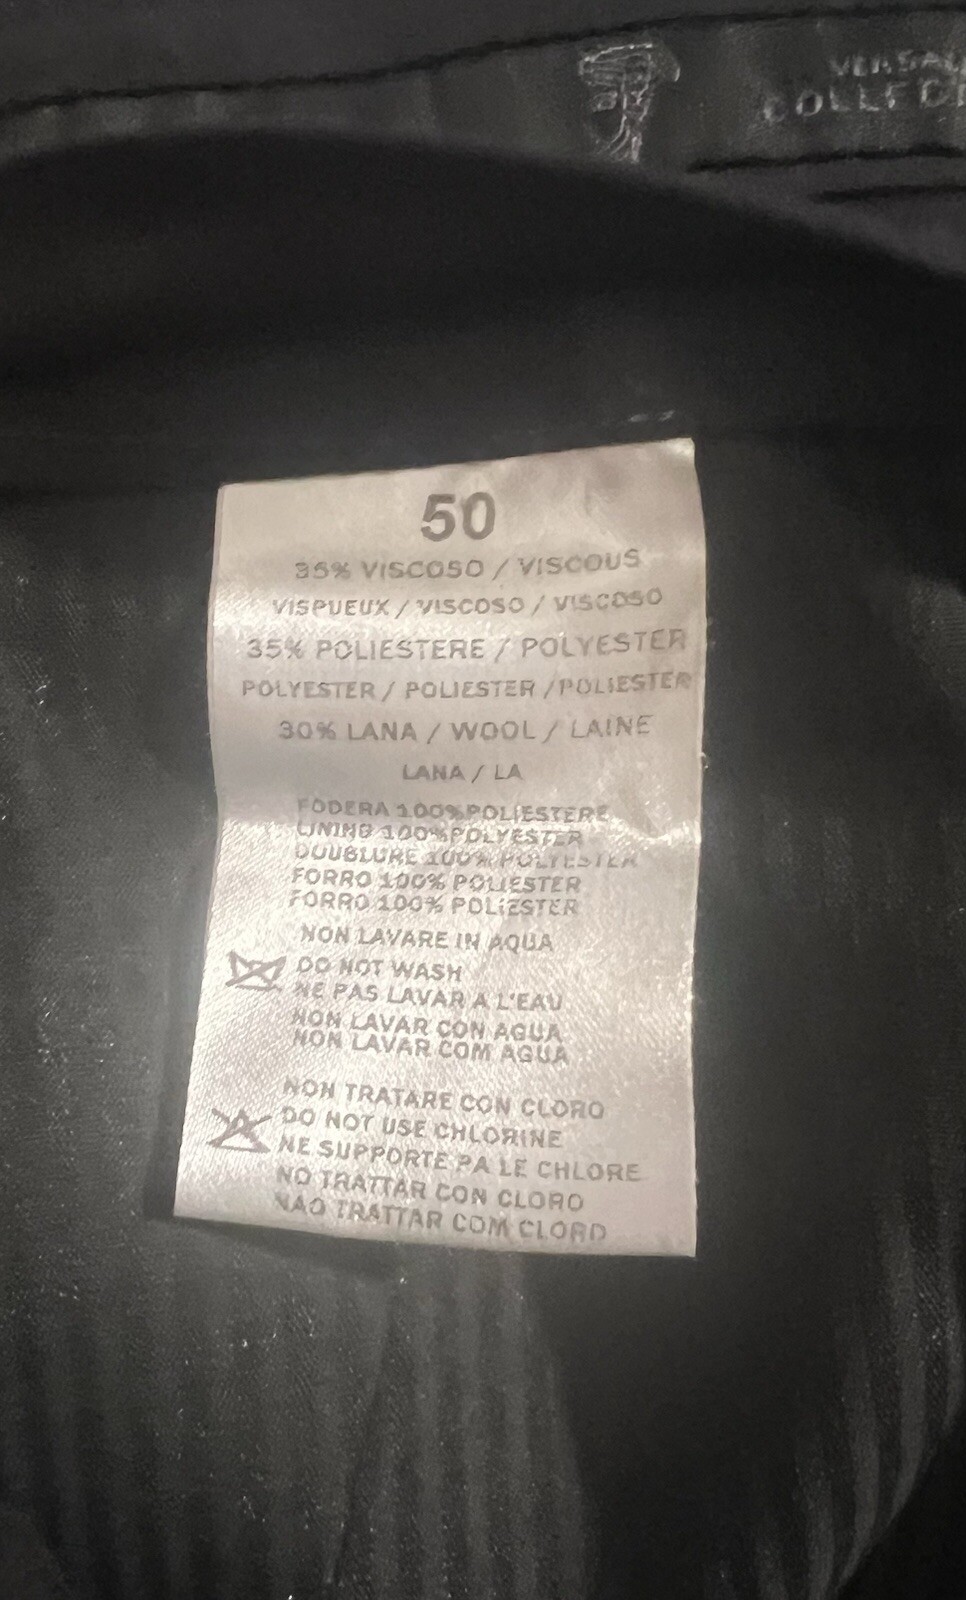 COLLE
50
35% VISCOSO / VISCOUS
VISPUEUX / VISCOSO / VISCOSO
35% POLIESTERE / POLYESTER
POLYESTER / POLIESTER / POLIESTER
30% LANA / WOOL / LAINE
LANA / LA
FODERA 100%POLIESTERE
LINING 100%POLYESTER
DOUBLURE 100% POLYESTER
FORRO 100% POLIESTER
FORRO 100% POLIESTER
NON LAVARE IN AQUA
DO NOT WASH
NE PAS LAVAR A L'EAU
NON LAVAR CON AGUA
NON LAVAR COM AGUA
NON TRATARE CON CLORO
DO NOT USE CHLORINE
NE SUPPORTE PA LE CHLORE
NO TRATTAR CON CLORO
NAO TRATTAR COM CLORO